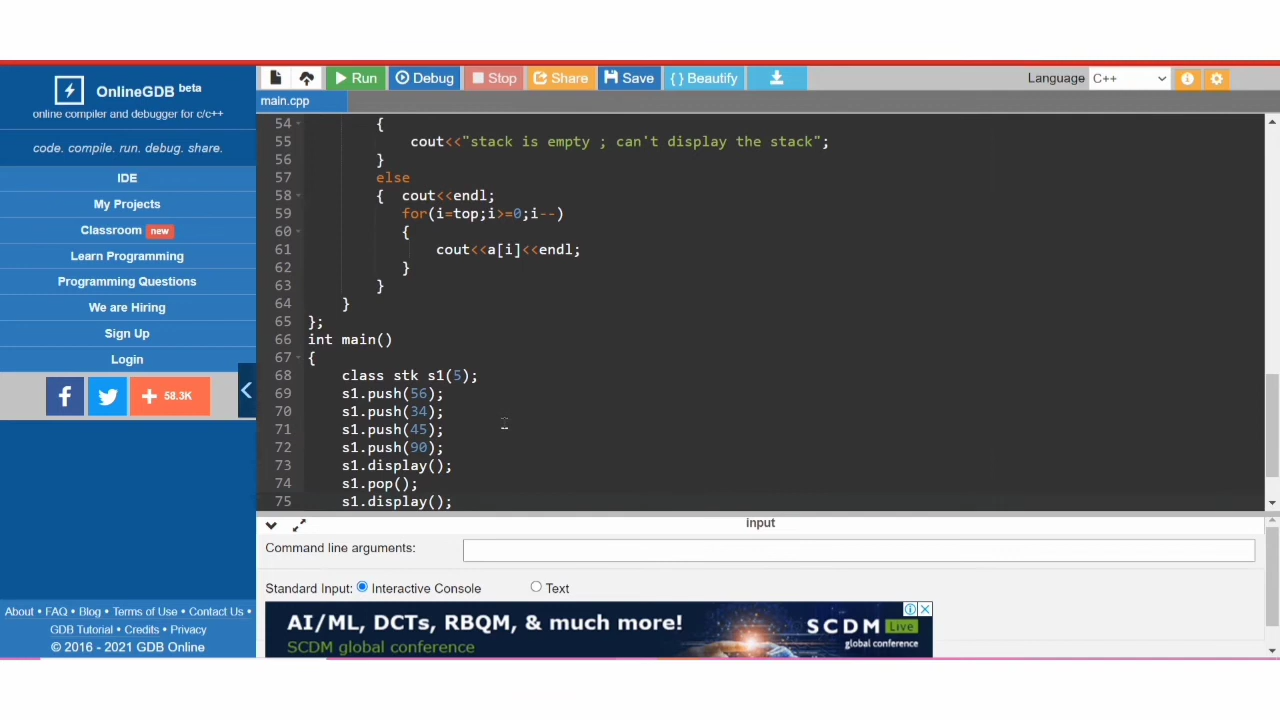 OnlineGDB beta
online compiler and debugger for c/c++
code. compile. run. debug. share.
IDE
My Projects
Classroom new
Learn Programming
Programming Questions
We are Hiring
Sign Up
Login
58.3K
About • FAQ • Blog • Terms of Use • Contact Us •
GDB Tutorial • Credits • Privacy
© 2016 - 2021 GDB Online
Run Debug Stop Share Save { } Beautify Language C++
main.cpp
54 {
55 cout<<"stack is empty ; can't display the stack";
56 }
57 else
58 { cout<<endl;
59 for(i=top;i>=0;i--)
60 {
61 cout<<a[i]<<endl;
62 }
63 }
64 }
65 };
66 int main()
67 {
68 class stk s1(5);
69 s1.push(56);
70 s1.push(34);
71 s1.push(45);
72 s1.push(90);
73 s1.display();
74 s1.pop();
75 s1.display();
input
Command line arguments:
Standard Input: Interactive Console Text
AI/ML, DCTs, RBQM, & much more!
SCDM global conference
SCDM Live
global conference